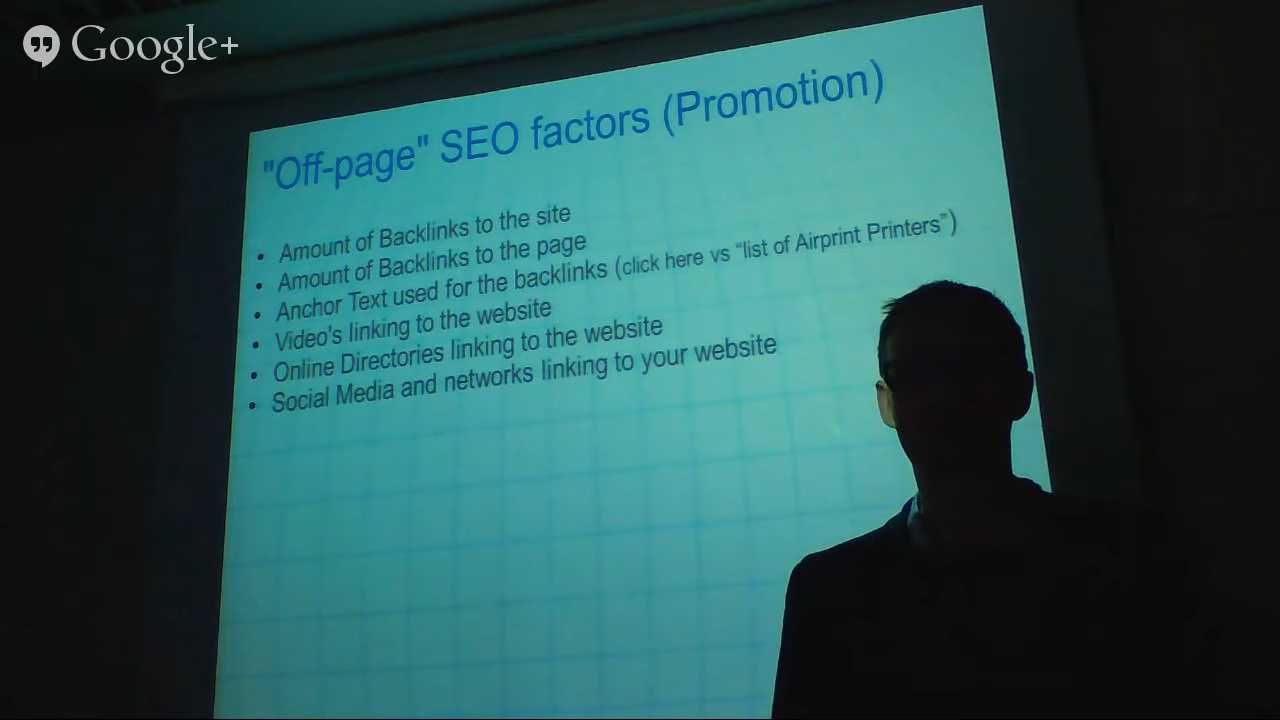 Google+
"Off-page" SEO factors (Promotion)
• Amount of Backlinks to the site
• Amount of Backlinks to the page
• Anchor Text used for the backlinks (click here vs “list of Airprint Printers”)
• Video's linking to the website
• Online Directories linking to the website
• Social Media and networks linking to your website